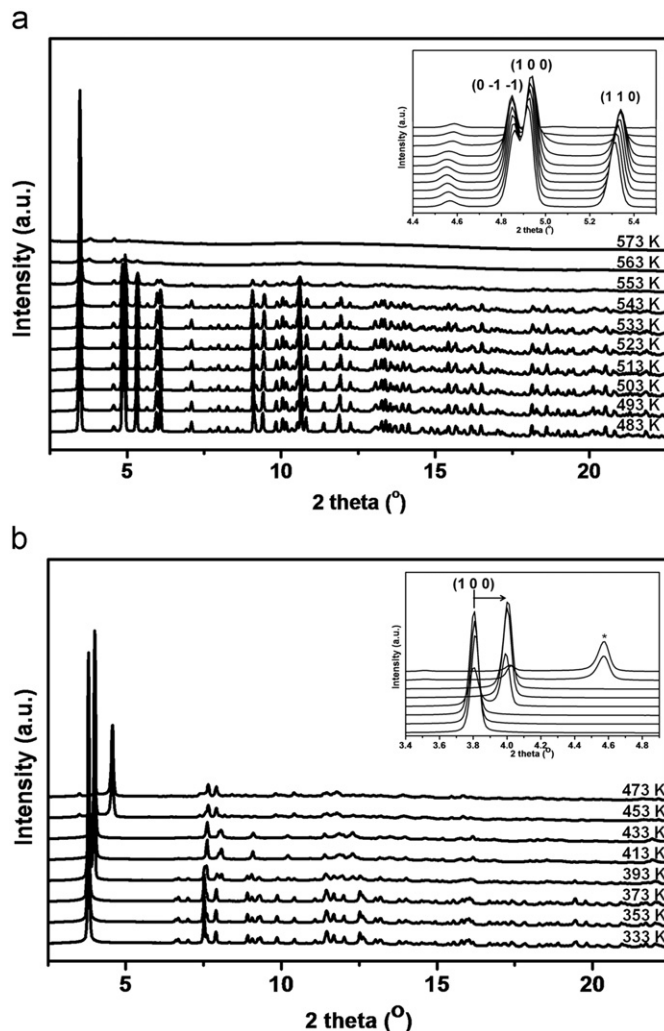 a
Intensity (a.u.)
2 theta (°)
5
10
15
20
573 K
563 K
553 K
543 K
533 K
523 K
513 K
503 K
493 K
483 K
Intensity (a.u.)
(0 -1 -1)
(1 0 0)
(1 1 0)
4.4
4.6
4.8
5.0
5.2
5.4
2 theta (°)
b
Intensity (a.u.)
2 theta (°)
5
10
15
20
473 K
453 K
433 K
413 K
393 K
373 K
353 K
333 K
Intensity (a.u.)
(1 0 0)
*
3.4
3.6
3.8
4.0
4.2
4.4
4.6
4.8
2 theta (°)